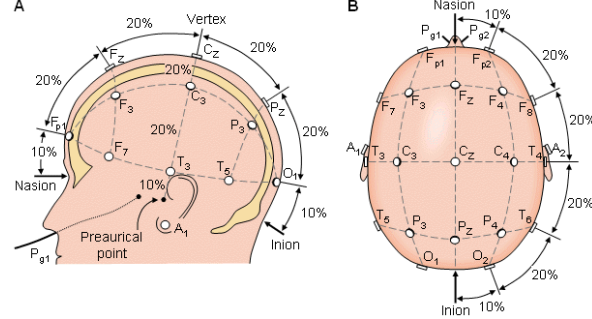 A
Vertex
20%
20%
Fz
Cz
20%
20%
20%
Pz
Fp1
F3
C3
P3
20%
20%
10%
F7
T3
T5
O1
Nasion
10%
10%
Preaurical
point
A1
Inion
Pg1
B
Nasion
10%
Pg1
Pg2
20%
Fp1
Fp2
F7
F3
Fz
F4
F8
20%
A1
T3
C3
Cz
C4
T4
A2
20%
T5
P3
Pz
P4
T6
20%
O1
O2
Inion
10%